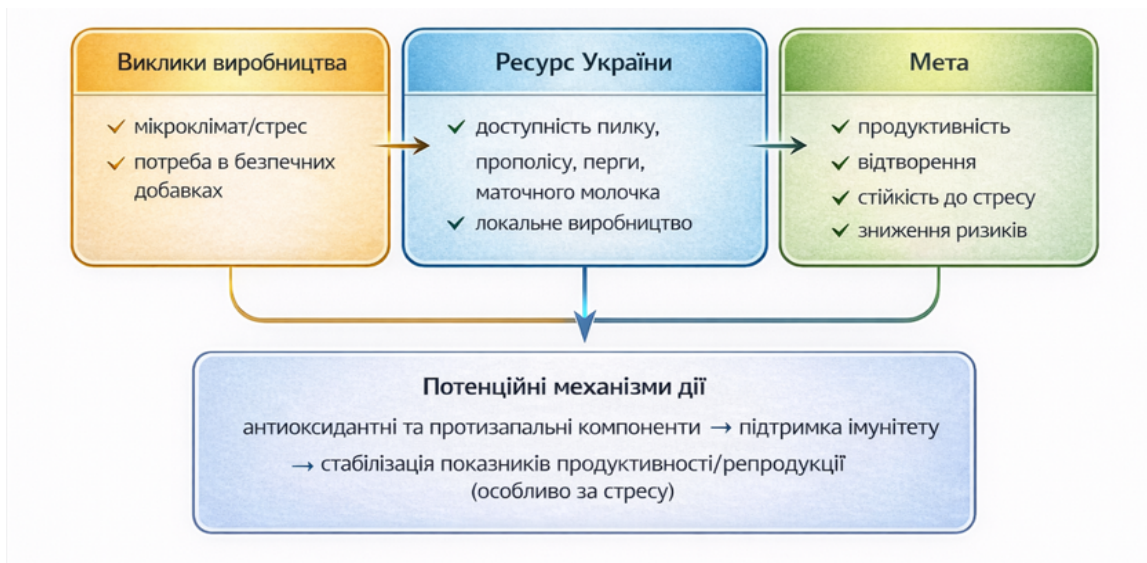 Виклики виробництва
✓ мікроклімат/стрес
✓ потреба в безпечних
добавках
Ресурс України
✓ доступність пилку,
прополісу, перги,
маточного молочка
✓ локальне виробництво
Мета
✓ продуктивність
✓ відтворення
✓ стійкість до стресу
✓ зниження ризиків
Потенційні механізми дії
антиоксидантні та протизапальні компоненти → підтримка імунітету
→ стабілізація показників продуктивності/репродукції
(особливо за стресу)